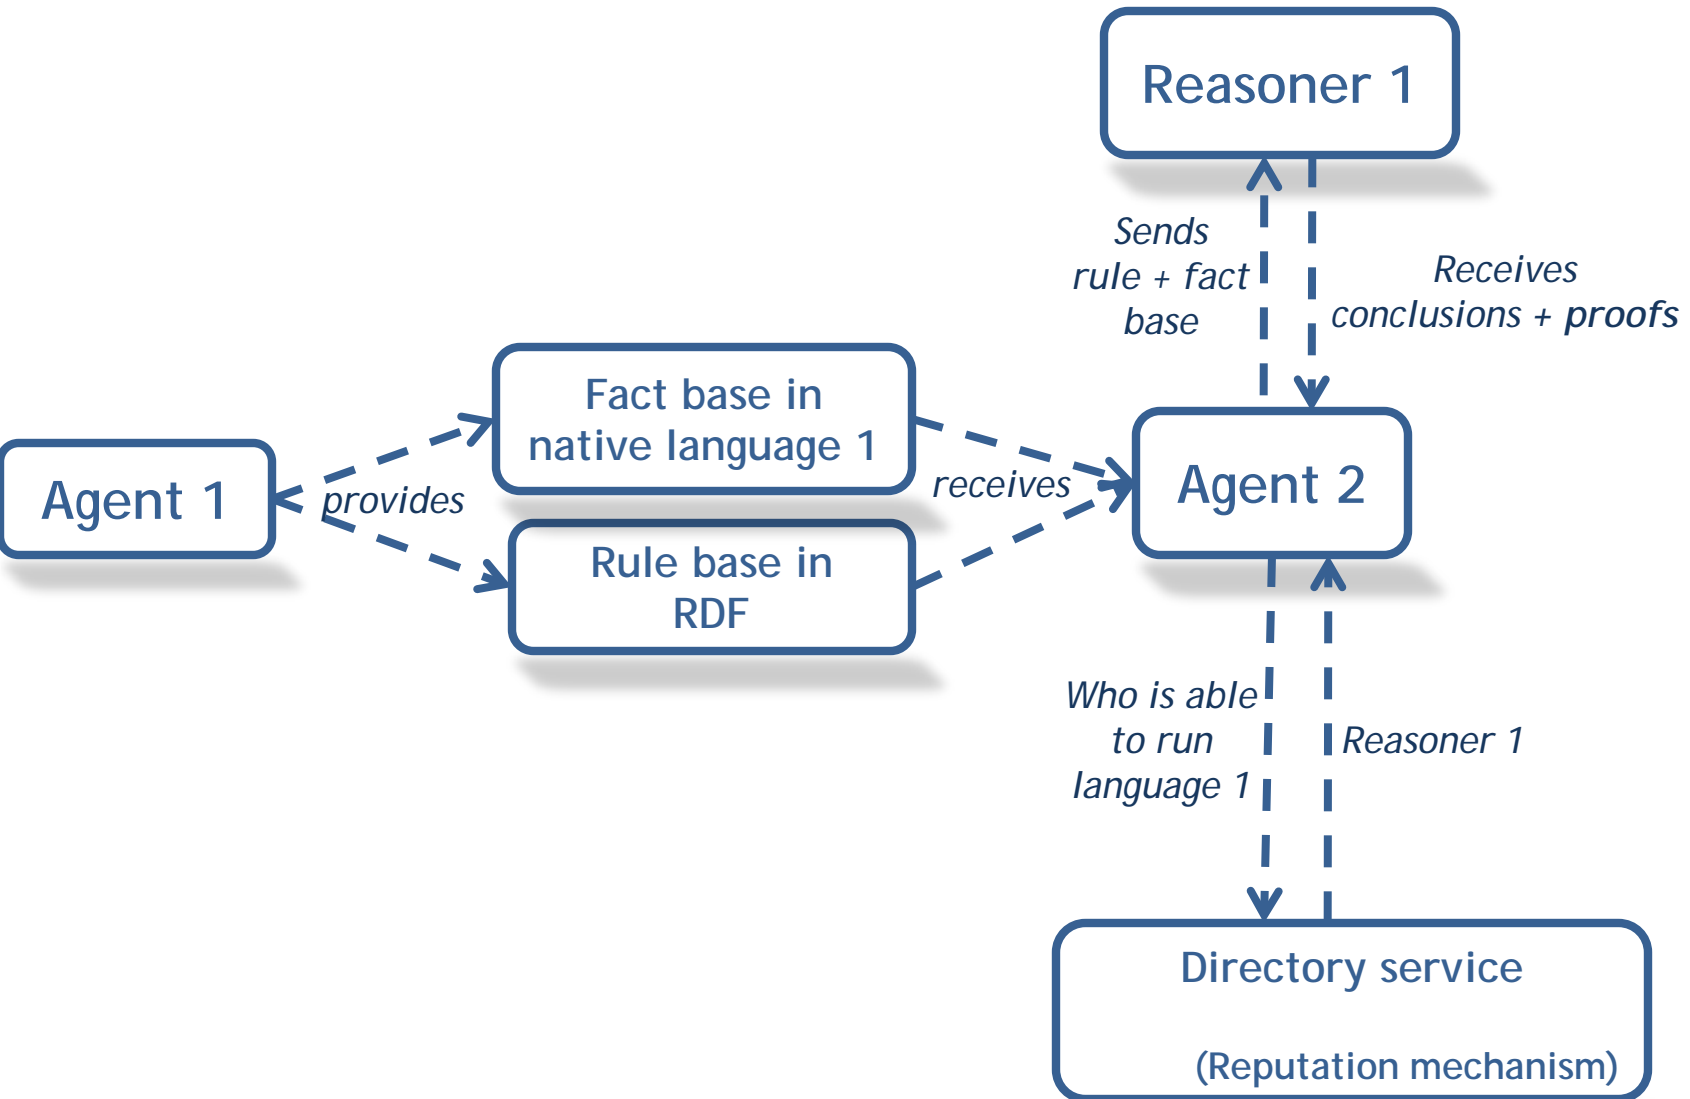 Reasoner 1
Sends
rule + fact
base
Receives
conclusions + proofs
Fact base in
native language 1
Agent 1
provides
receives
Agent 2
Rule base in
RDF
Who is able
to run
language 1
Reasoner 1
Directory service
(Reputation mechanism)